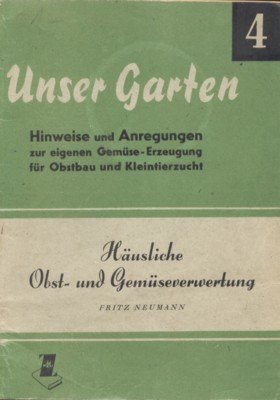 4
Unser Garten
Hinweise und Anregungen
zur eigenen Gemüse-Erzeugung
für Obstbau und Kleintierzucht
Häusliche
Obst- und Gemüseverwertung
FRITZ NEUMANN